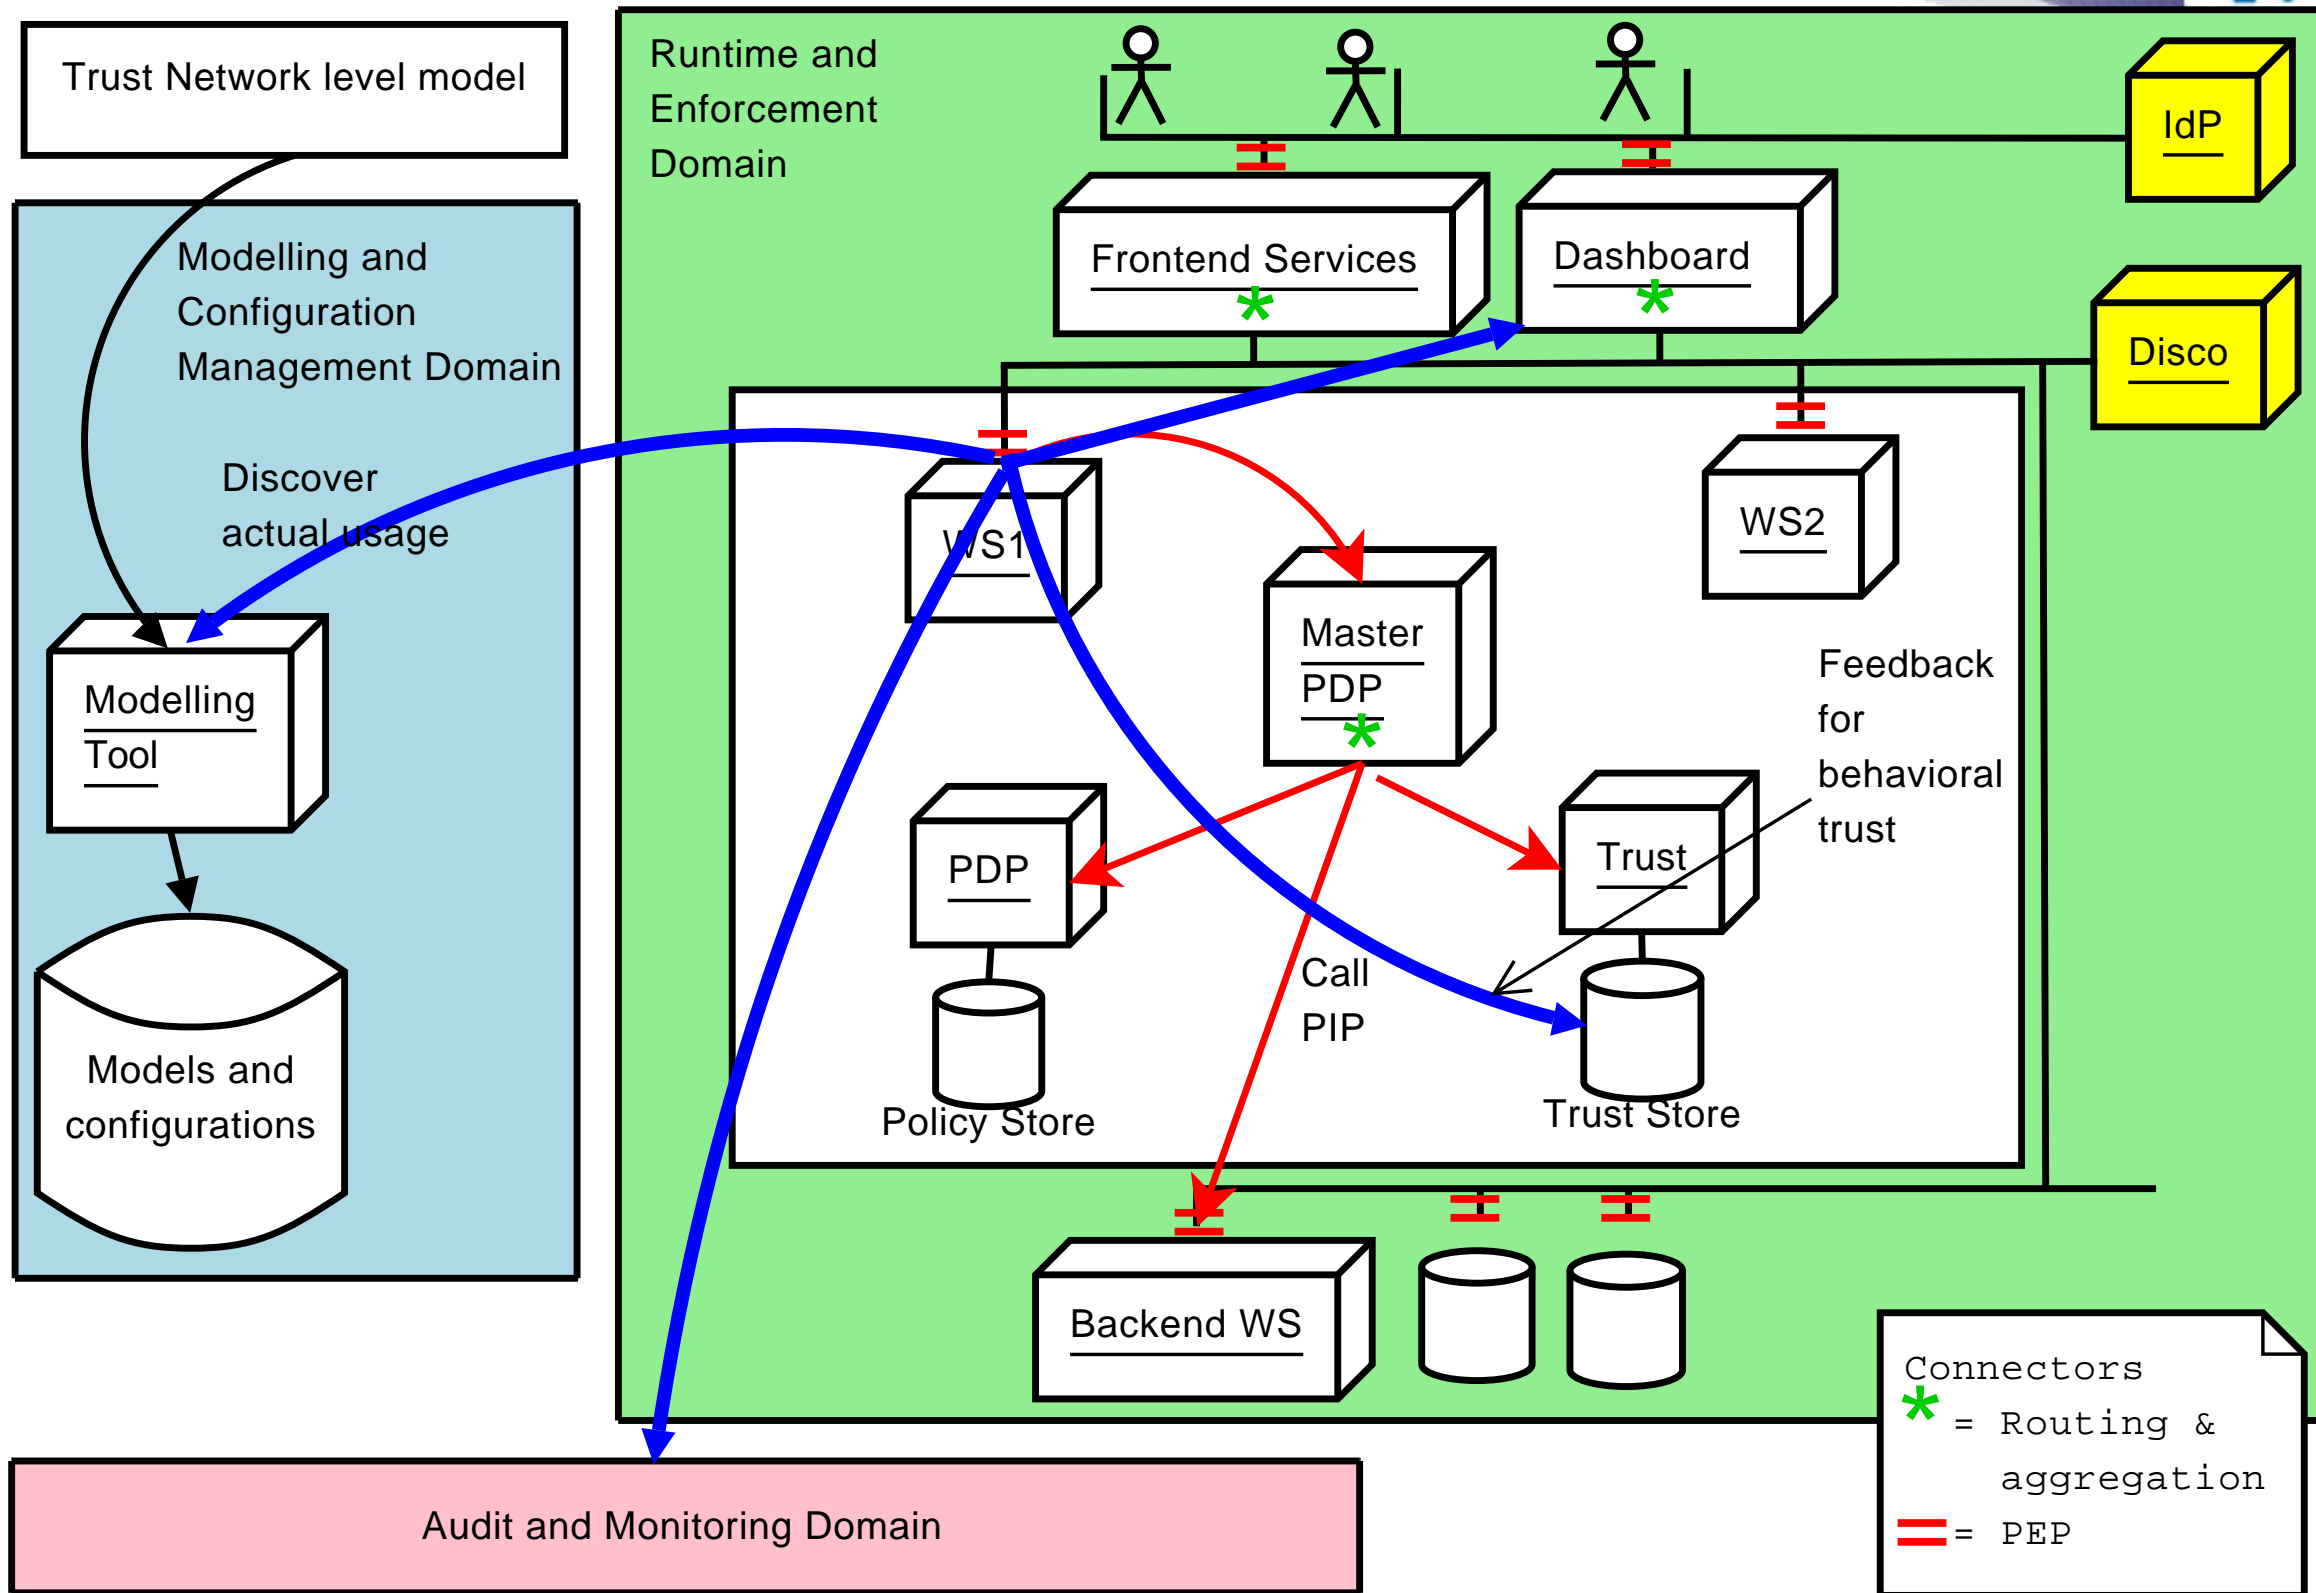 Trust Network level model
Runtime and
Enforcement
Domain
IdP
Modelling and
Configuration
Management Domain
Frontend Services
*
Dashboard
*
Disco
Discover
actual usage
WS1
WS2
Master
PDP
*
Feedback
for
behavioral
trust
Modelling
Tool
PDP
Trust
Call
PIP
Models and
configurations
Policy Store
Trust Store
Backend WS
Connectors
* = Routing &
aggregation
= PEP
Audit and Monitoring Domain